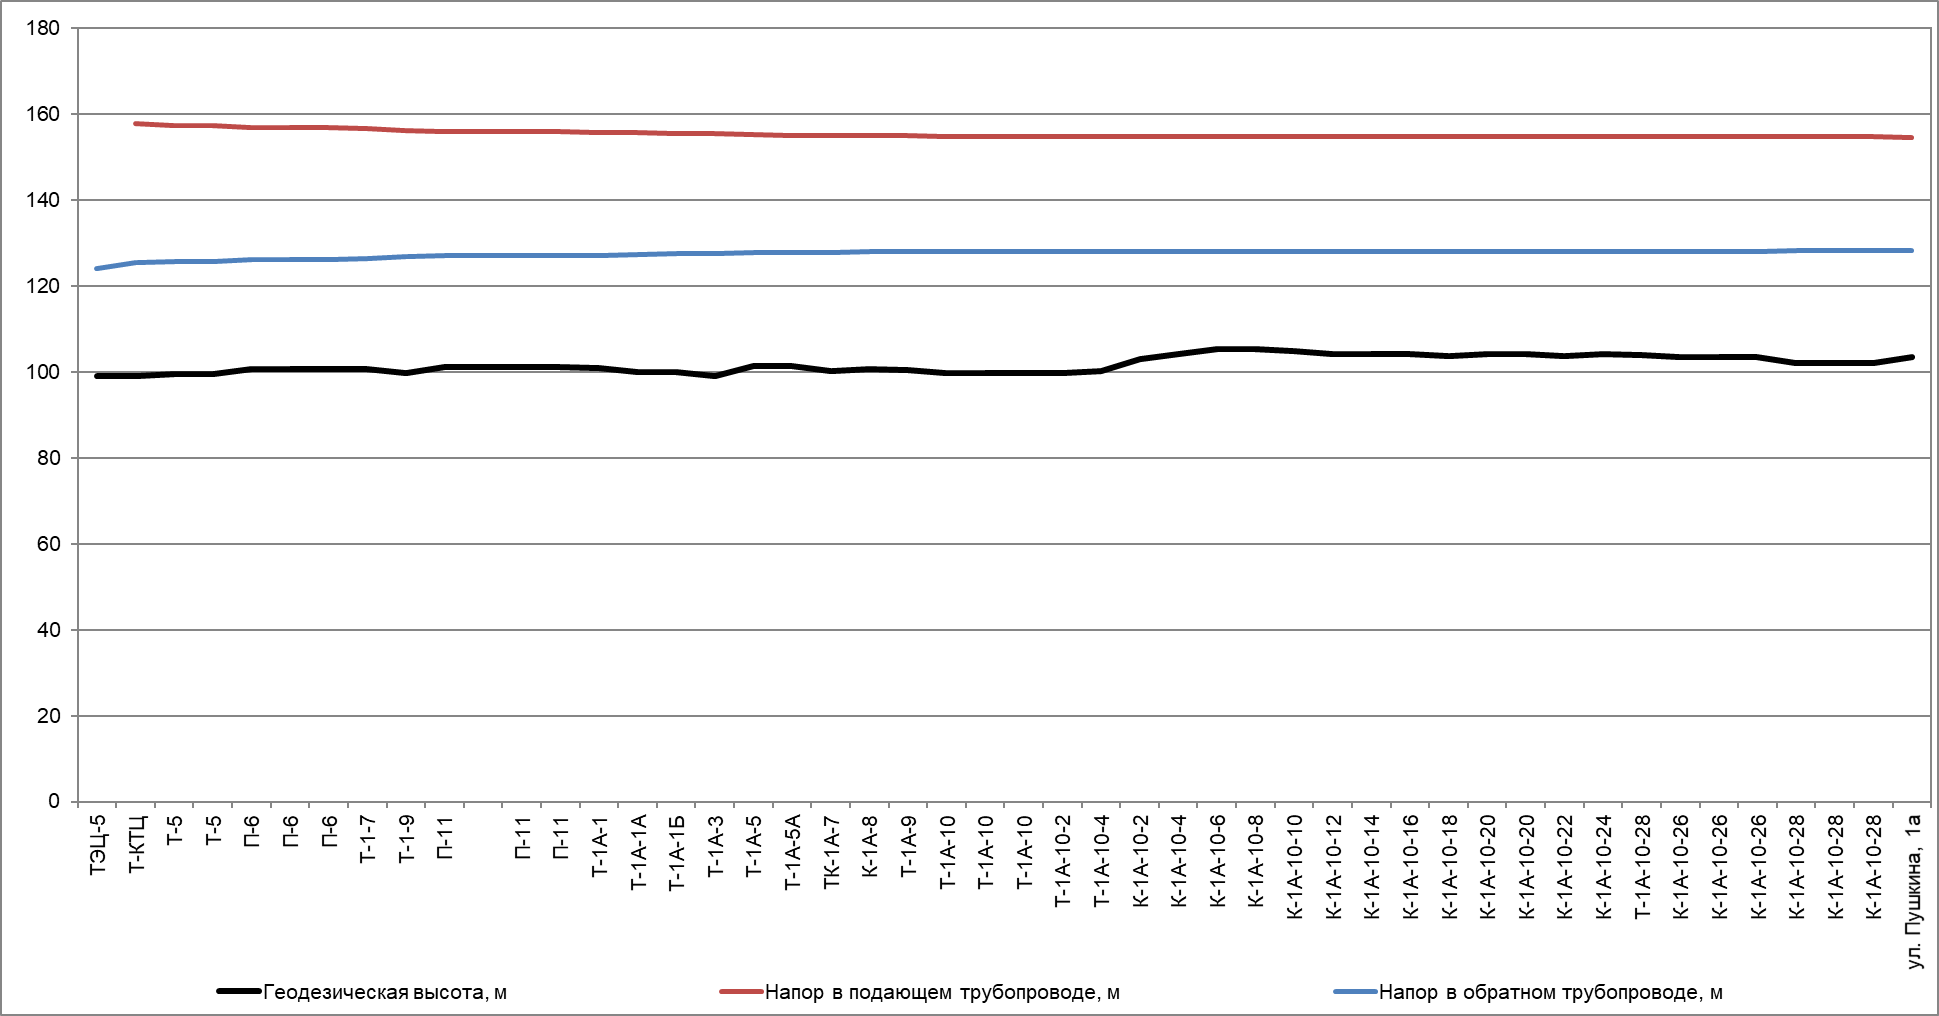 180
160
140
120
100
80
60
40
20
0
ТЭЦ-5
Т-КТЦ
Т-5
Т-5
П-6
П-6
П-6
Т-1-7
Т-1-9
П-11
П-11
П-11
Т-1А-1
Т-1А-1А
Т-1А-1Б
Т-1А-3
Т-1А-5
Т-1А-5А
ТК-1А-7
К-1А-8
Т-1А-9
Т-1А-10
Т-1А-10
Т-1А-10
Т-1А-10-2
Т-1А-10-4
К-1А-10-2
К-1А-10-4
К-1А-10-6
К-1А-10-8
К-1А-10-10
К-1А-10-12
К-1А-10-14
К-1А-10-16
К-1А-10-18
К-1А-10-20
К-1А-10-20
К-1А-10-22
К-1А-10-24
Т-1А-10-28
К-1А-10-26
К-1А-10-26
К-1А-10-26
К-1А-10-28
К-1А-10-28
К-1А-10-28
ул. Пушкина, 1а
Геодезическая высота, м
Напор в подающем трубопроводе, м
Напор в обратном трубопроводе, м